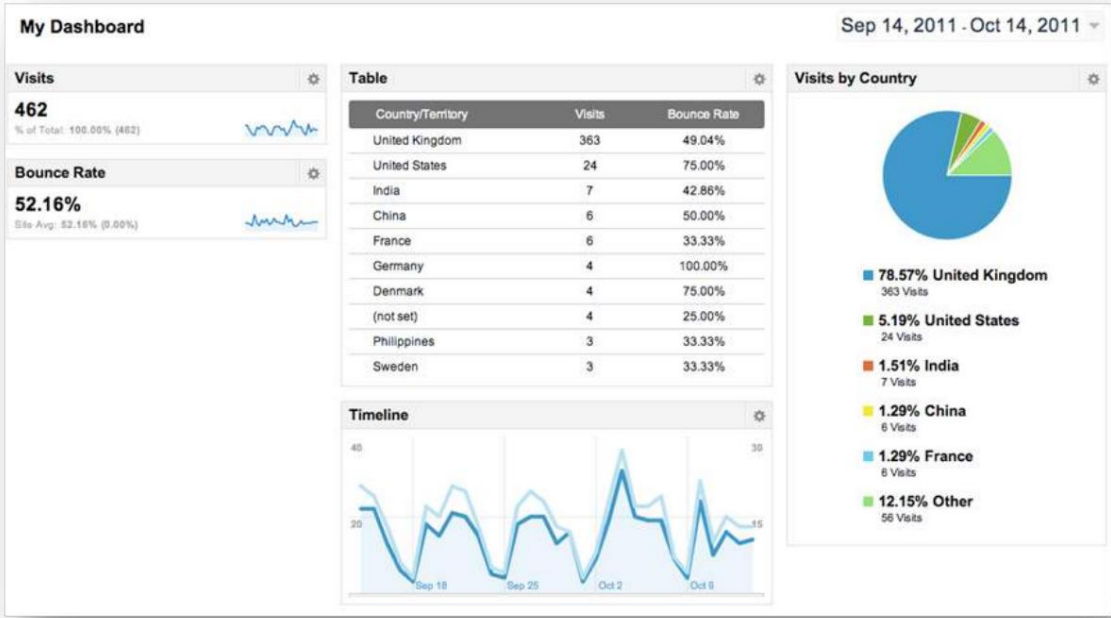 My Dashboard
Sep 14, 2011 - Oct 14, 2011
Visits
462
% of Total: 100.00% (462)
Bounce Rate
52.16%
Site Avg: 52.16% (0.00%)
Table
Country/Territory Visits Bounce Rate
United Kingdom 363 49.04%
United States 24 75.00%
India 7 42.86%
China 6 50.00%
France 6 33.33%
Germany 4 100.00%
Denmark 4 75.00%
(not set) 4 25.00%
Philippines 3 33.33%
Sweden 3 33.33%
Timeline
40 30
20 15
Sep 18 Sep 25 Oct 2 Oct 9
Visits by Country
78.57% United Kingdom
363 Visits
5.19% United States
24 Visits
1.51% India
7 Visits
1.29% China
6 Visits
1.29% France
6 Visits
12.15% Other
56 Visits